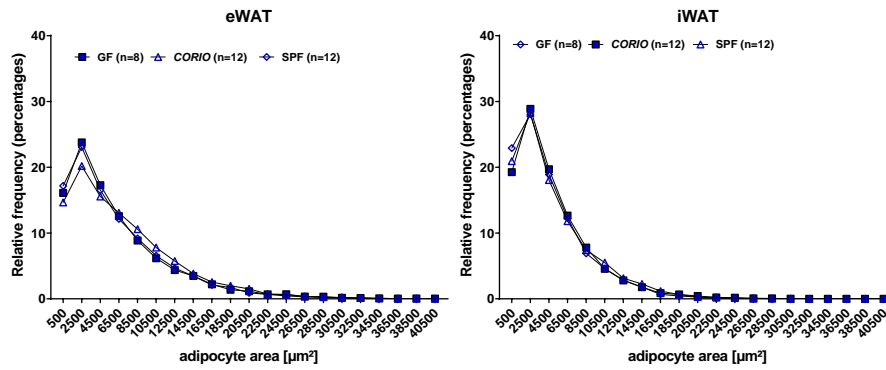 eWAT
Relative frequency (percentages)
40
30
20
10
0
GF (n=8) CORIO (n=12) SPF (n=12)
500 2500 4500 6500 8500 10500 12500 14500 16500 18500 20500 22500 24500 26500 28500 30500 32500 34500 36500 38500 40500
adipocyte area [µm²]
iWAT
Relative frequency (percentages)
40
30
20
10
0
GF (n=8) CORIO (n=12) SPF (n=12)
500 2500 4500 6500 8500 10500 12500 14500 16500 18500 20500 22500 24500 26500 28500 30500 32500 34500 36500 38500 40500
adipocyte area [µm²]